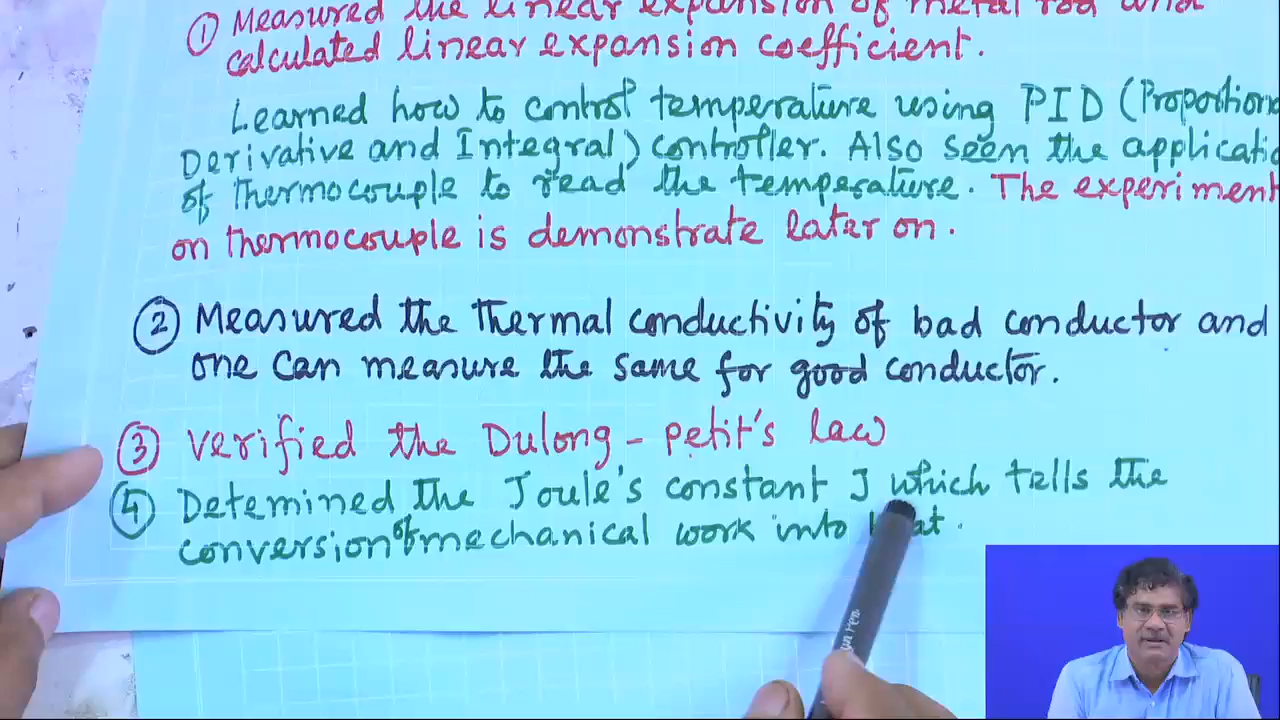 ① Measured the linear expansion of metal rod and
calculated linear expansion coefficient.
Learned how to control temperature using PID (Proportiona
Derivative and Integral) controller. Also seen the applicatio
of thermocouple to read the temperature. The experiment
on thermocouple is demonstrate later on.
② Measured the thermal conductivity of bad conductor and
one can measure the same for good conductor.
③ Verified the Dulong - petit's law
④ Detemined the Joule's constant J which tells the
conversion of mechanical work into